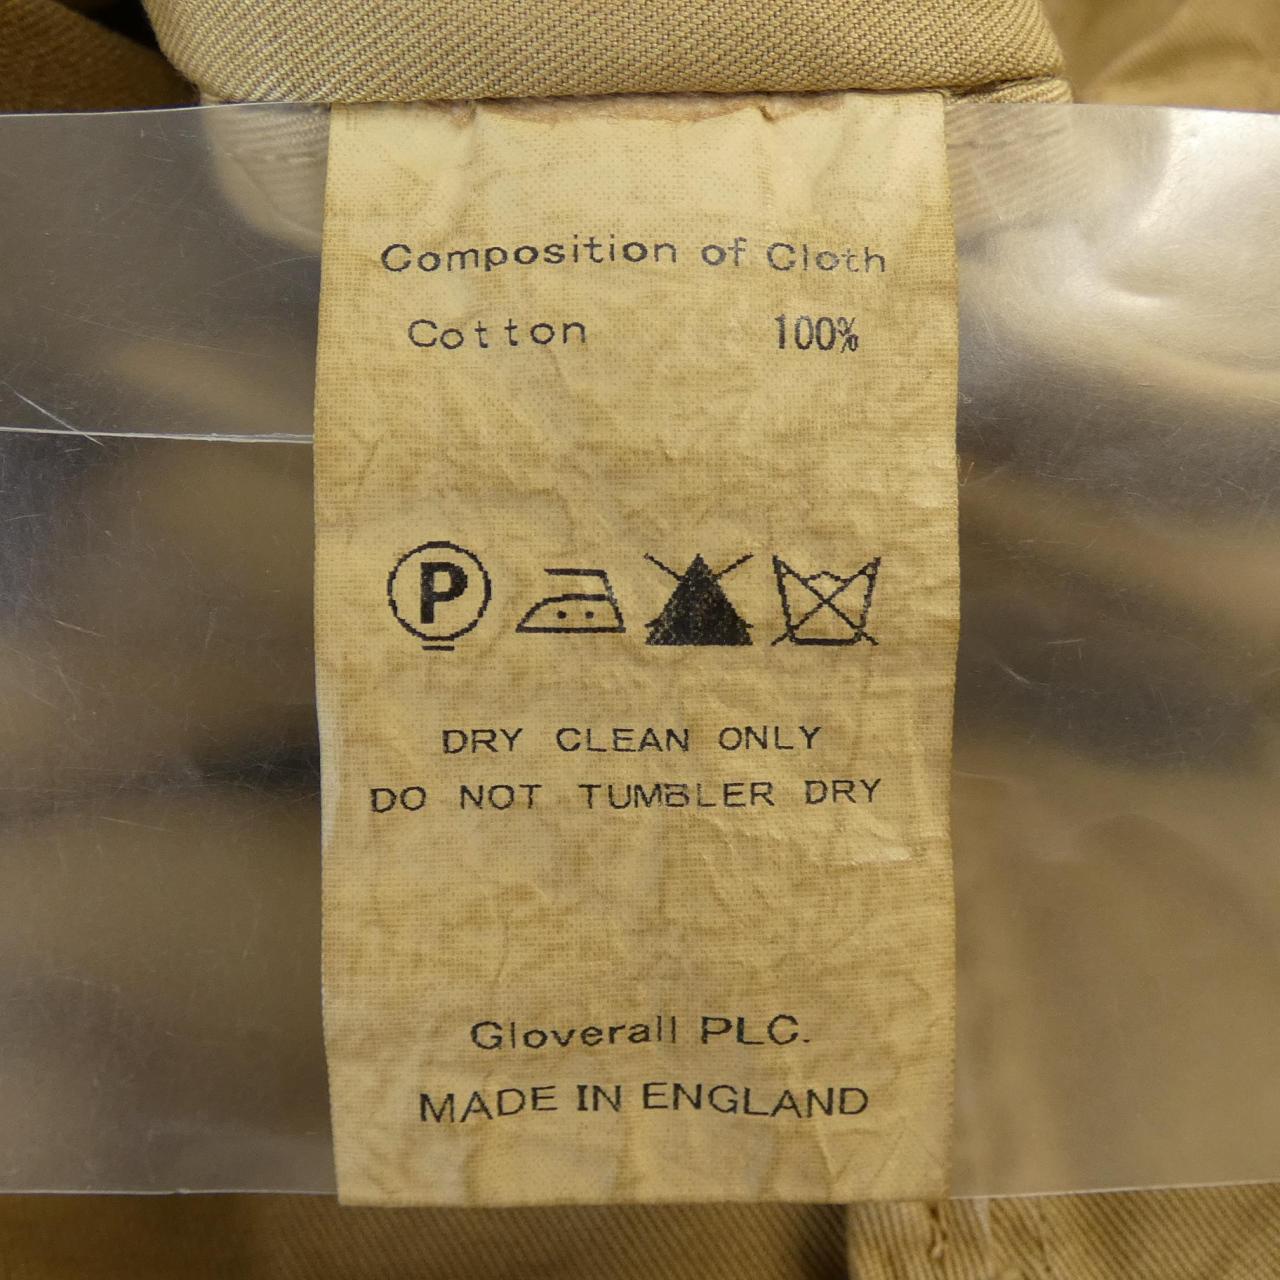 Composition of Cloth
Cotton 100%
P
DRY CLEAN ONLY
DO NOT TUMBLER DRY
Gloverall PLC.
MADE IN ENGLAND